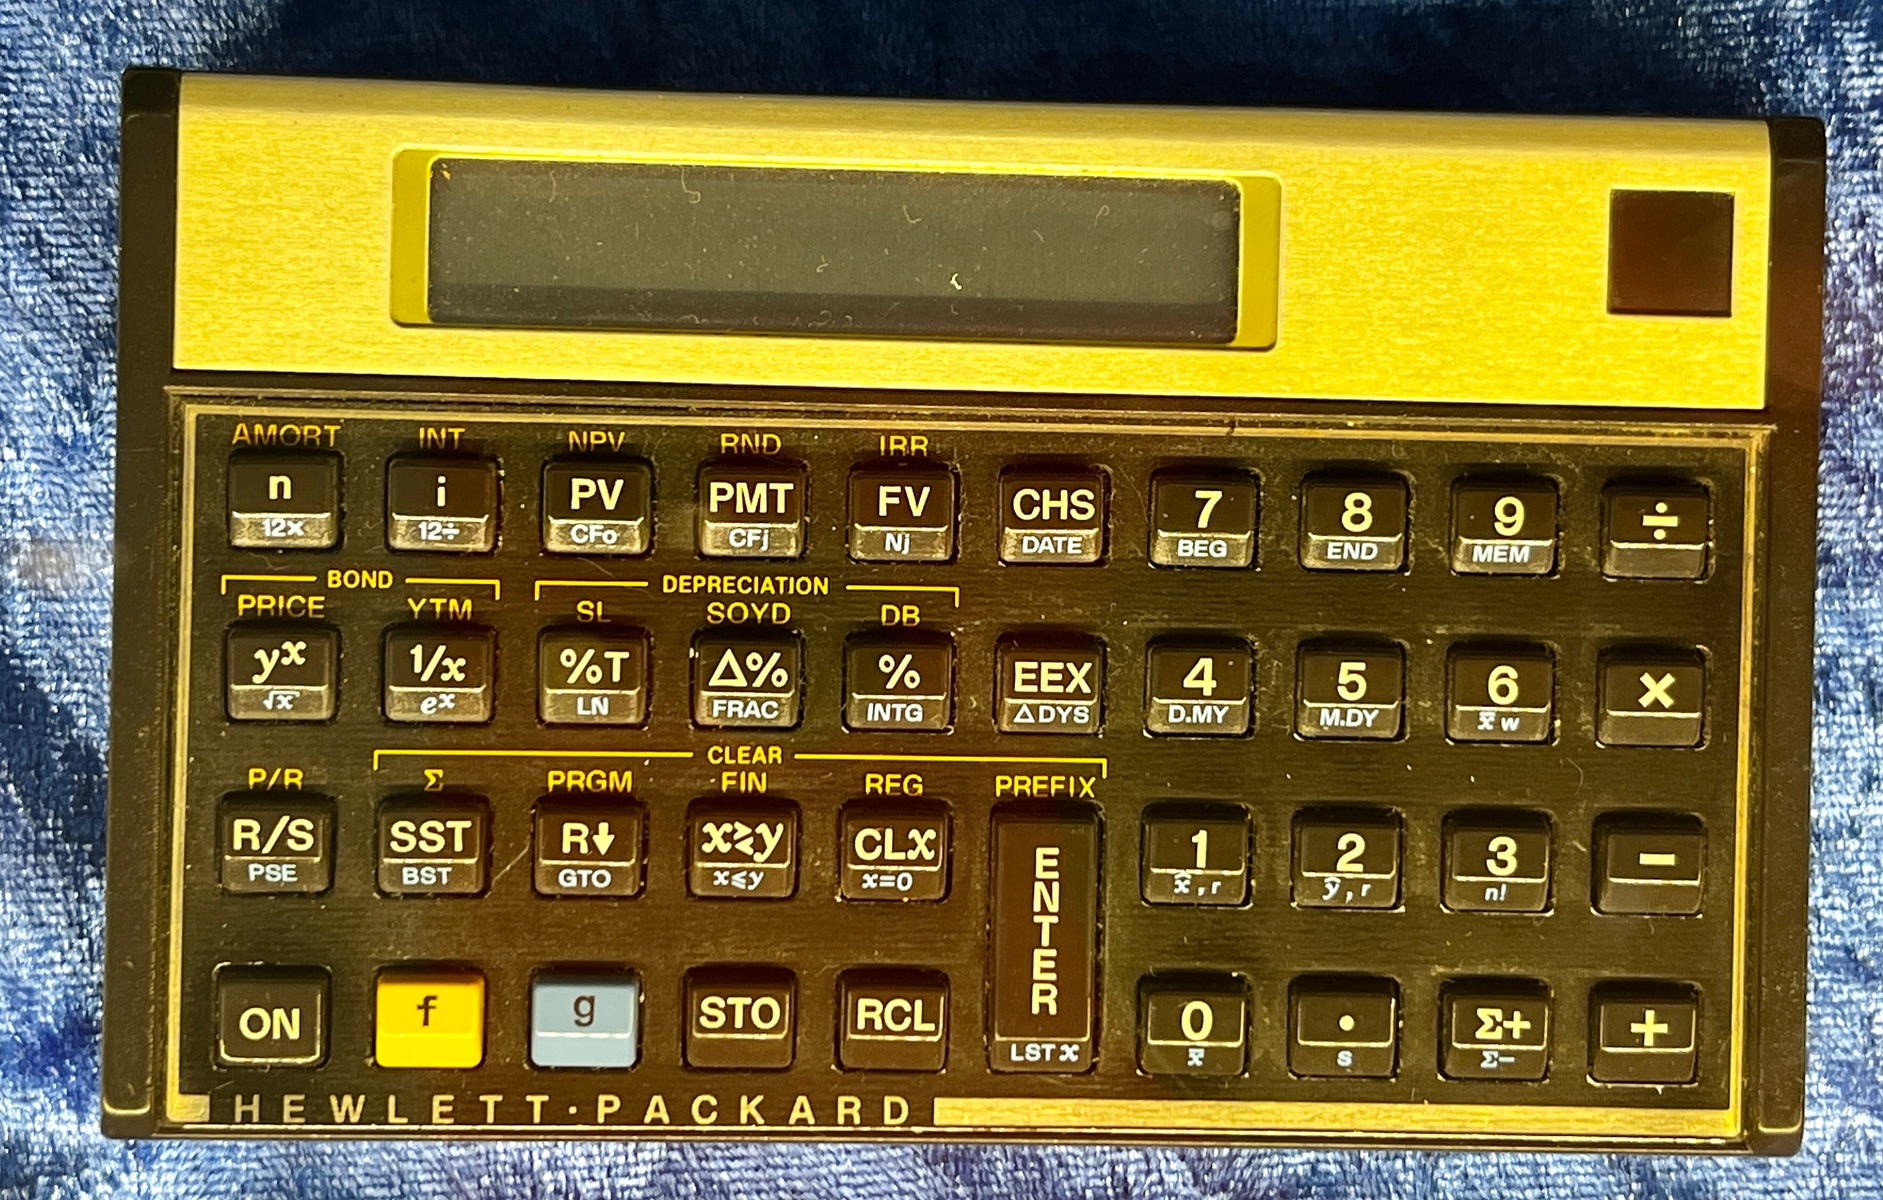 AMORT INT NPV RND IRR
n i PV PMT FV CHS 7 8 9 ÷
12× 12÷ CFo CFj Nj DATE BEG END MEM
BOND DEPRECIATION
PRICE YTM SL SOYD DB
yˣ 1/x %T Δ% % EEX 4 5 6 ×
√x eˣ LN FRAC INTG ΔDYS D.MY M.DY x̄w
CLEAR
P/R Σ PRGM FIN REG PREFIX
R/S SST R↓ x≷y CLx ENTER 1 2 3 −
PSE BST GTO x≤y x=0 x̂,r ŷ,r n!
ON f g STO RCL 0 • Σ+ +
LST x x̄ s Σ−
HEWLETT·PACKARD